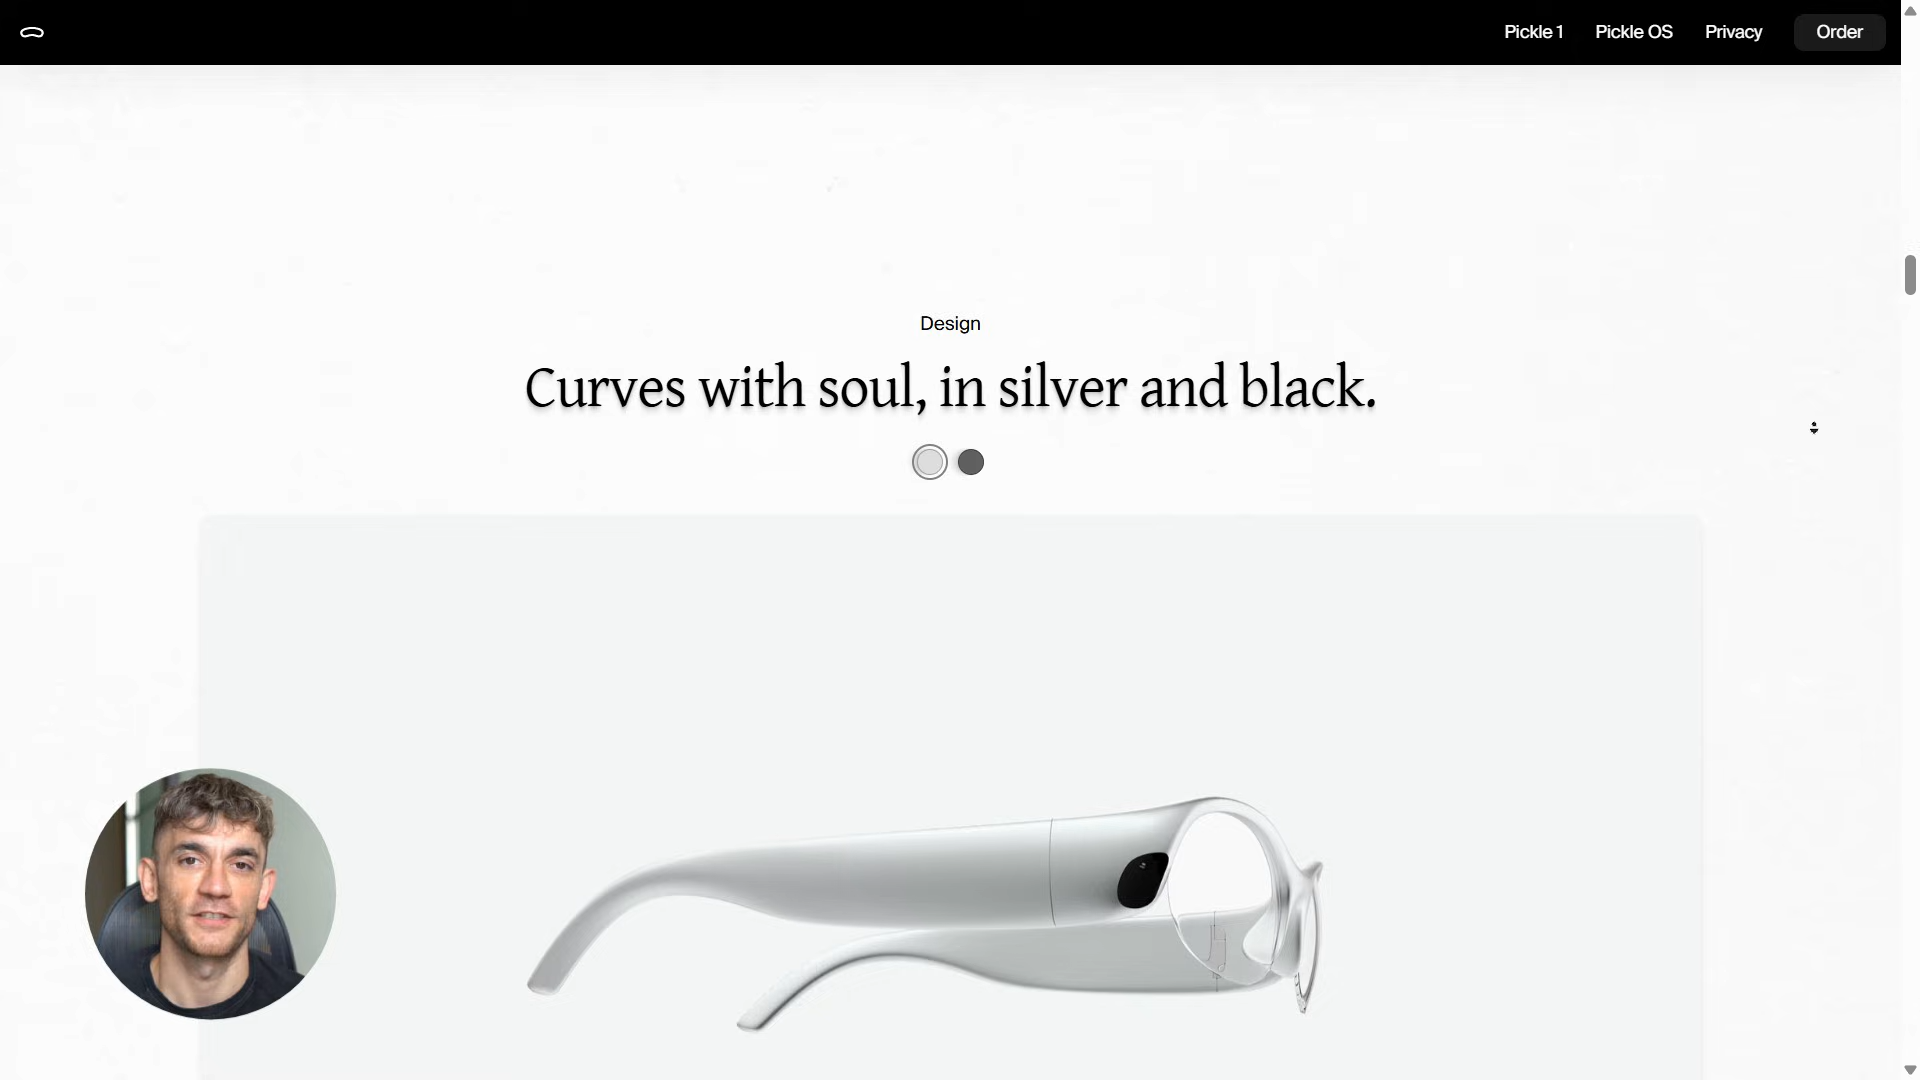 Pickle 1
Pickle OS
Privacy
Order
Design
Curves with soul, in silver and black.